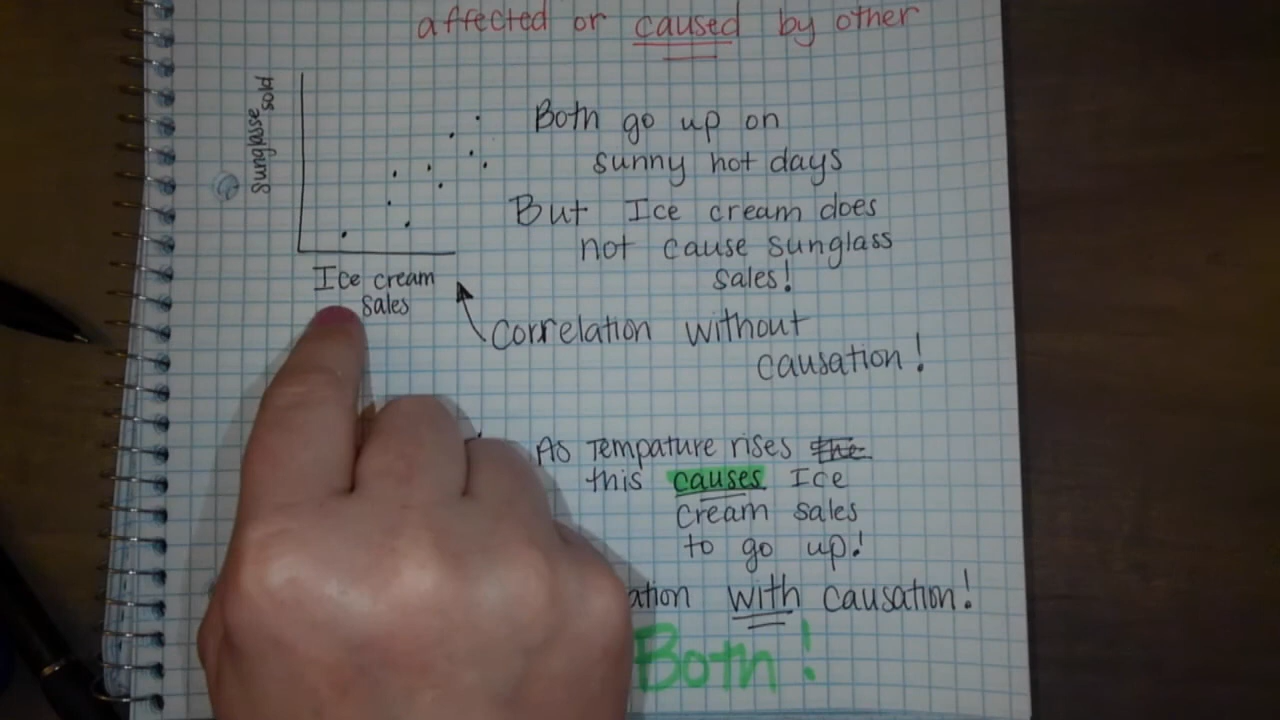 affected or caused by other
Sunglasse
sold
Both go up on
sunny hot days
But Ice cream does
not cause sunglass
sales!
Ice cream
sales
Correlation without
causation!
As Tempature rises
this causes Ice
cream sales
to go up!
ation with causation!
Both!